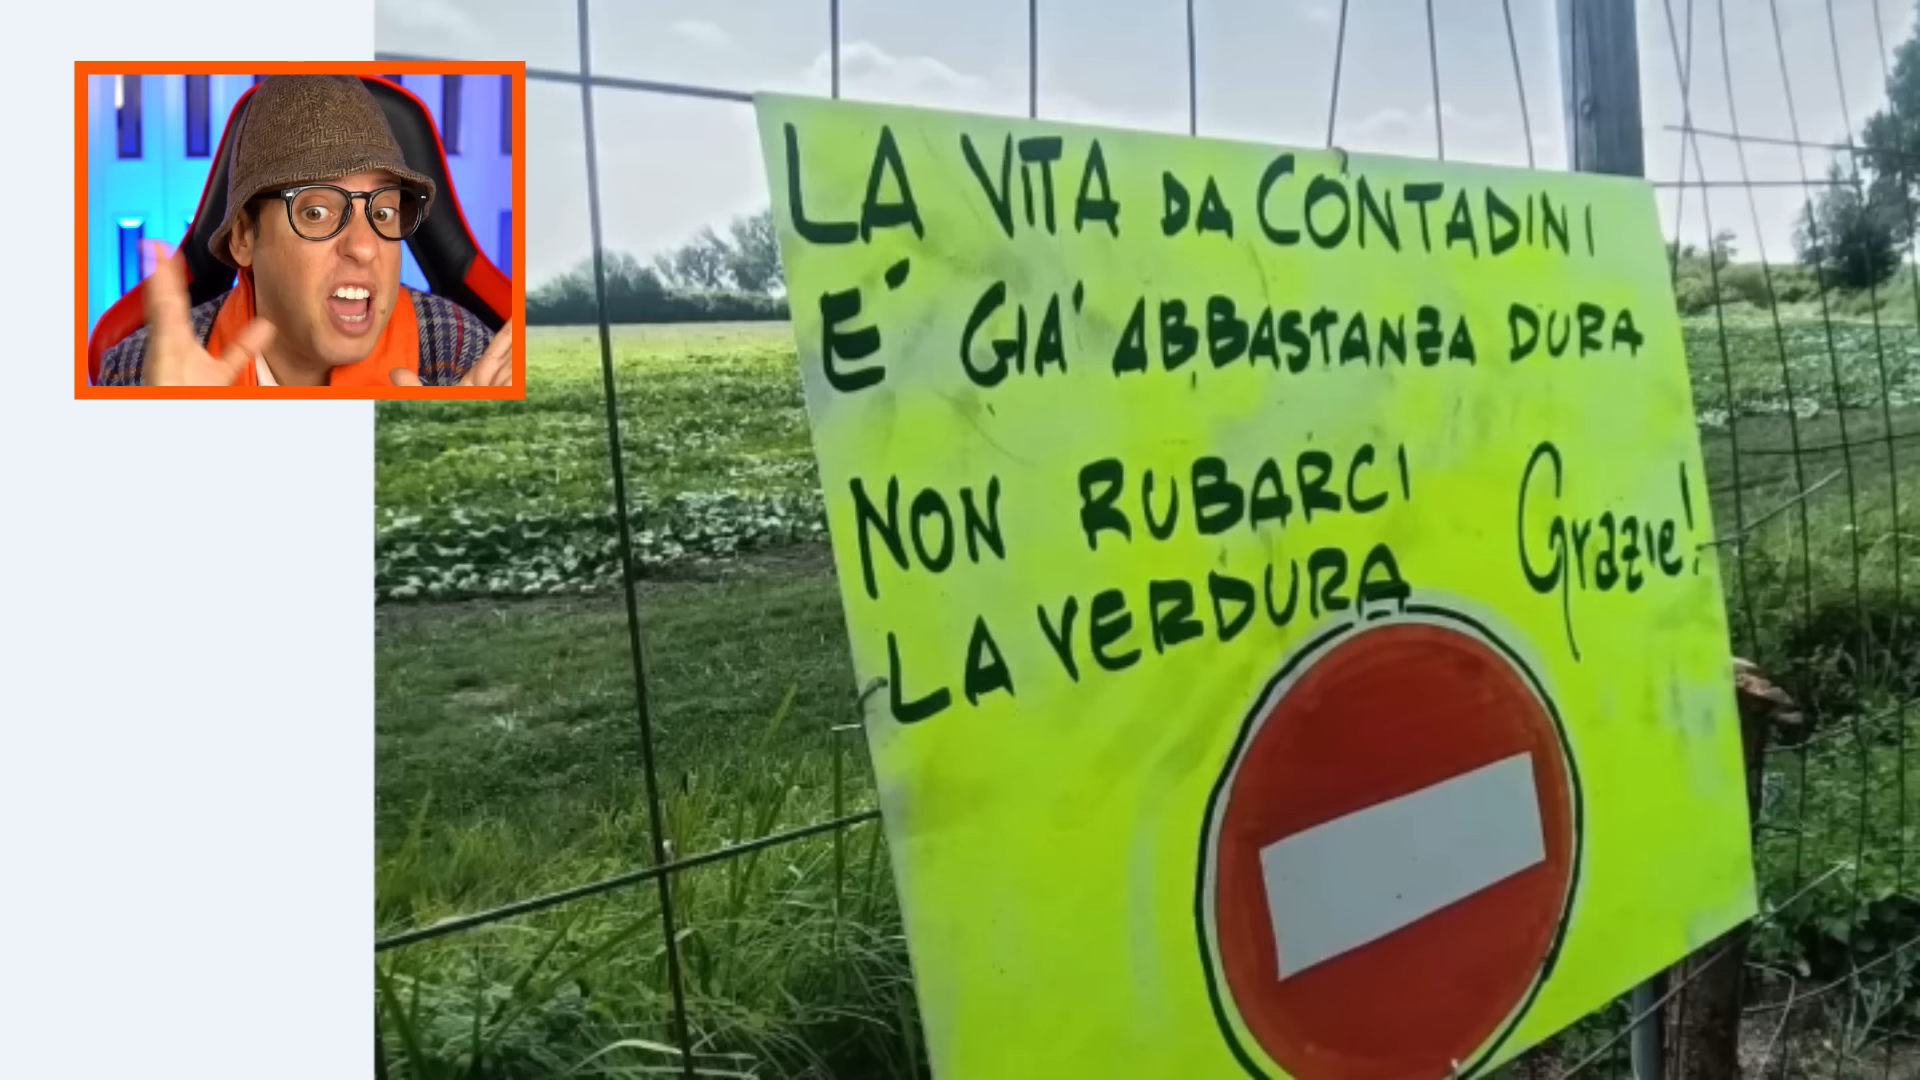 LA VITA DA CONTADINI
E' GIA' ABBASTANZA DURA
NON RUBARCI
LA VERDURA
Grazie!